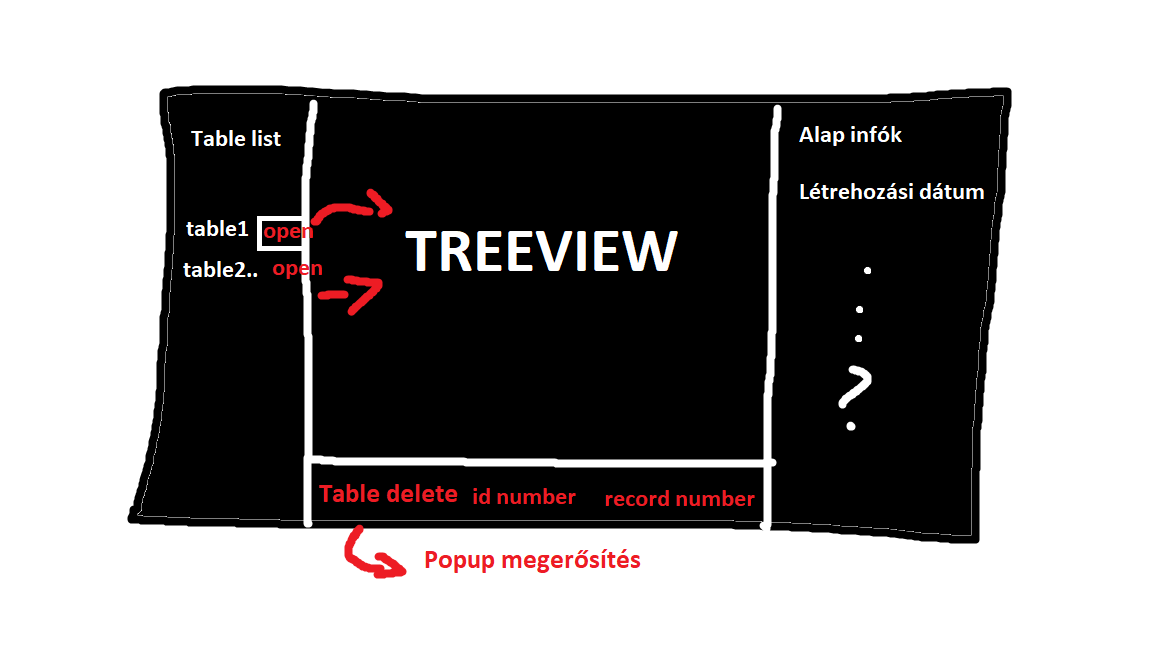 Table list
table1 open
table2.. open
TREEVIEW
Alap infók
Létrehozási dátum
?
Table delete id number record number
Popup megerősítés